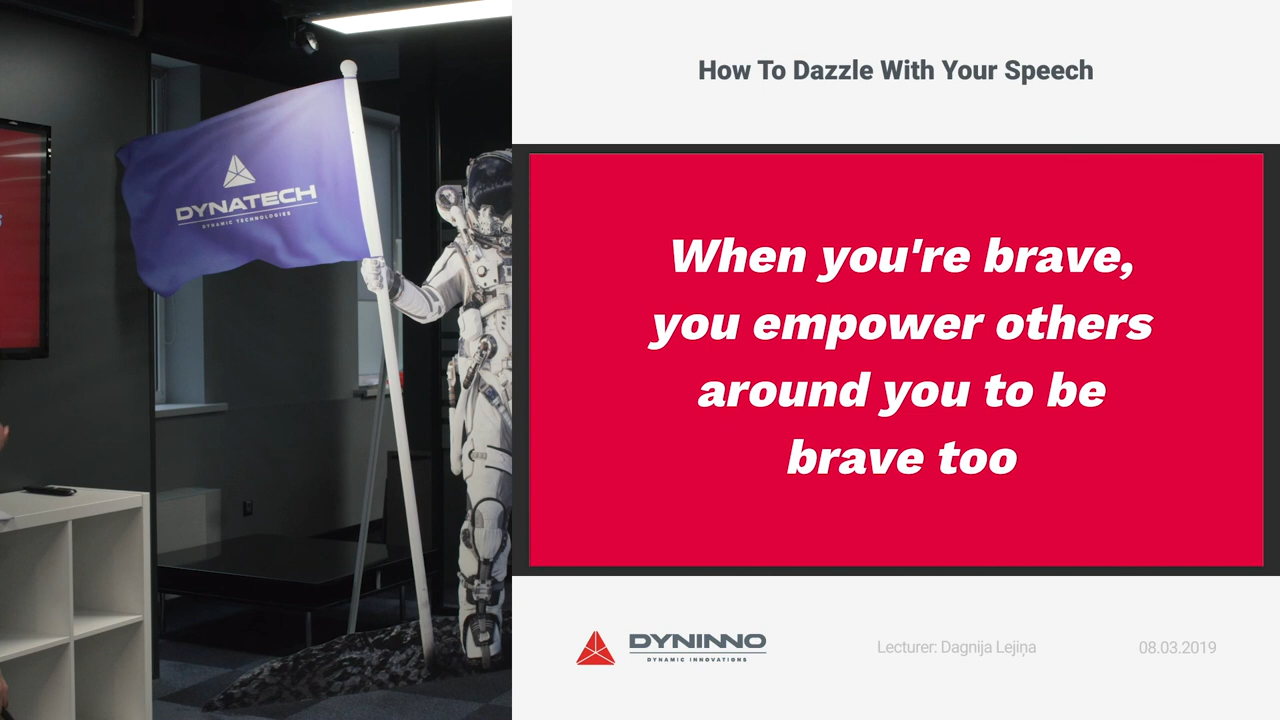 DYNATECH
DYNAMIC TECHNOLOGIES
How To Dazzle With Your Speech
When you're brave,
you empower others
around you to be
brave too
DYNINNO
DYNAMIC INNOVATIONS
Lecturer: Dagnija Lejiņa
08.03.2019